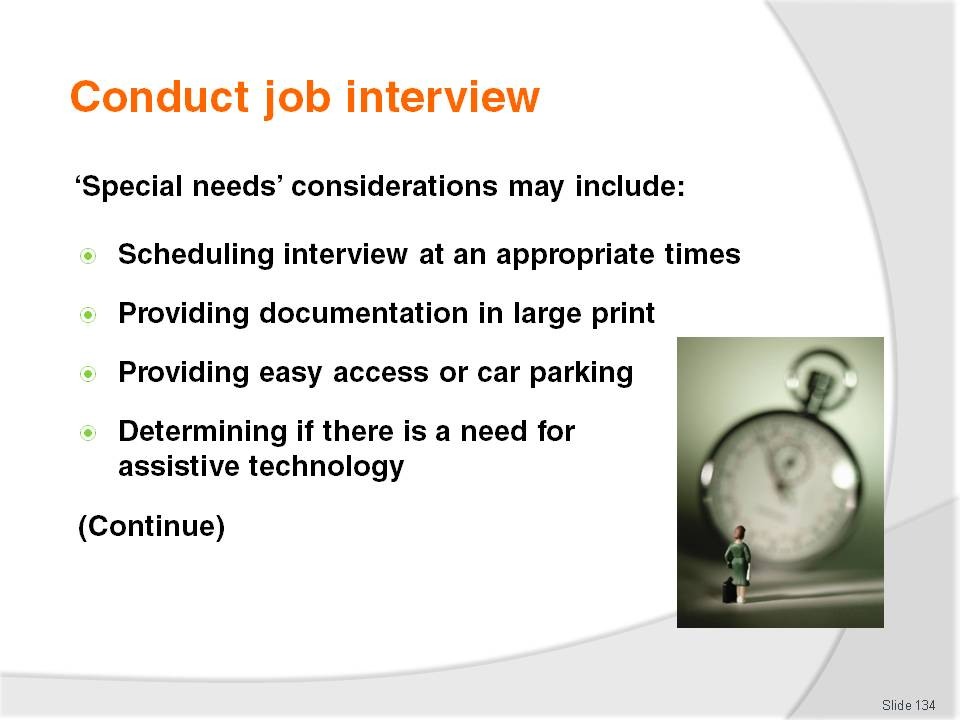 Conduct job interview
‘Special needs’ considerations may include:
Scheduling interview at an appropriate times
Providing documentation in large print
Providing easy access or car parking
Determining if there is a need for
assistive technology
(Continue)
Slide 134